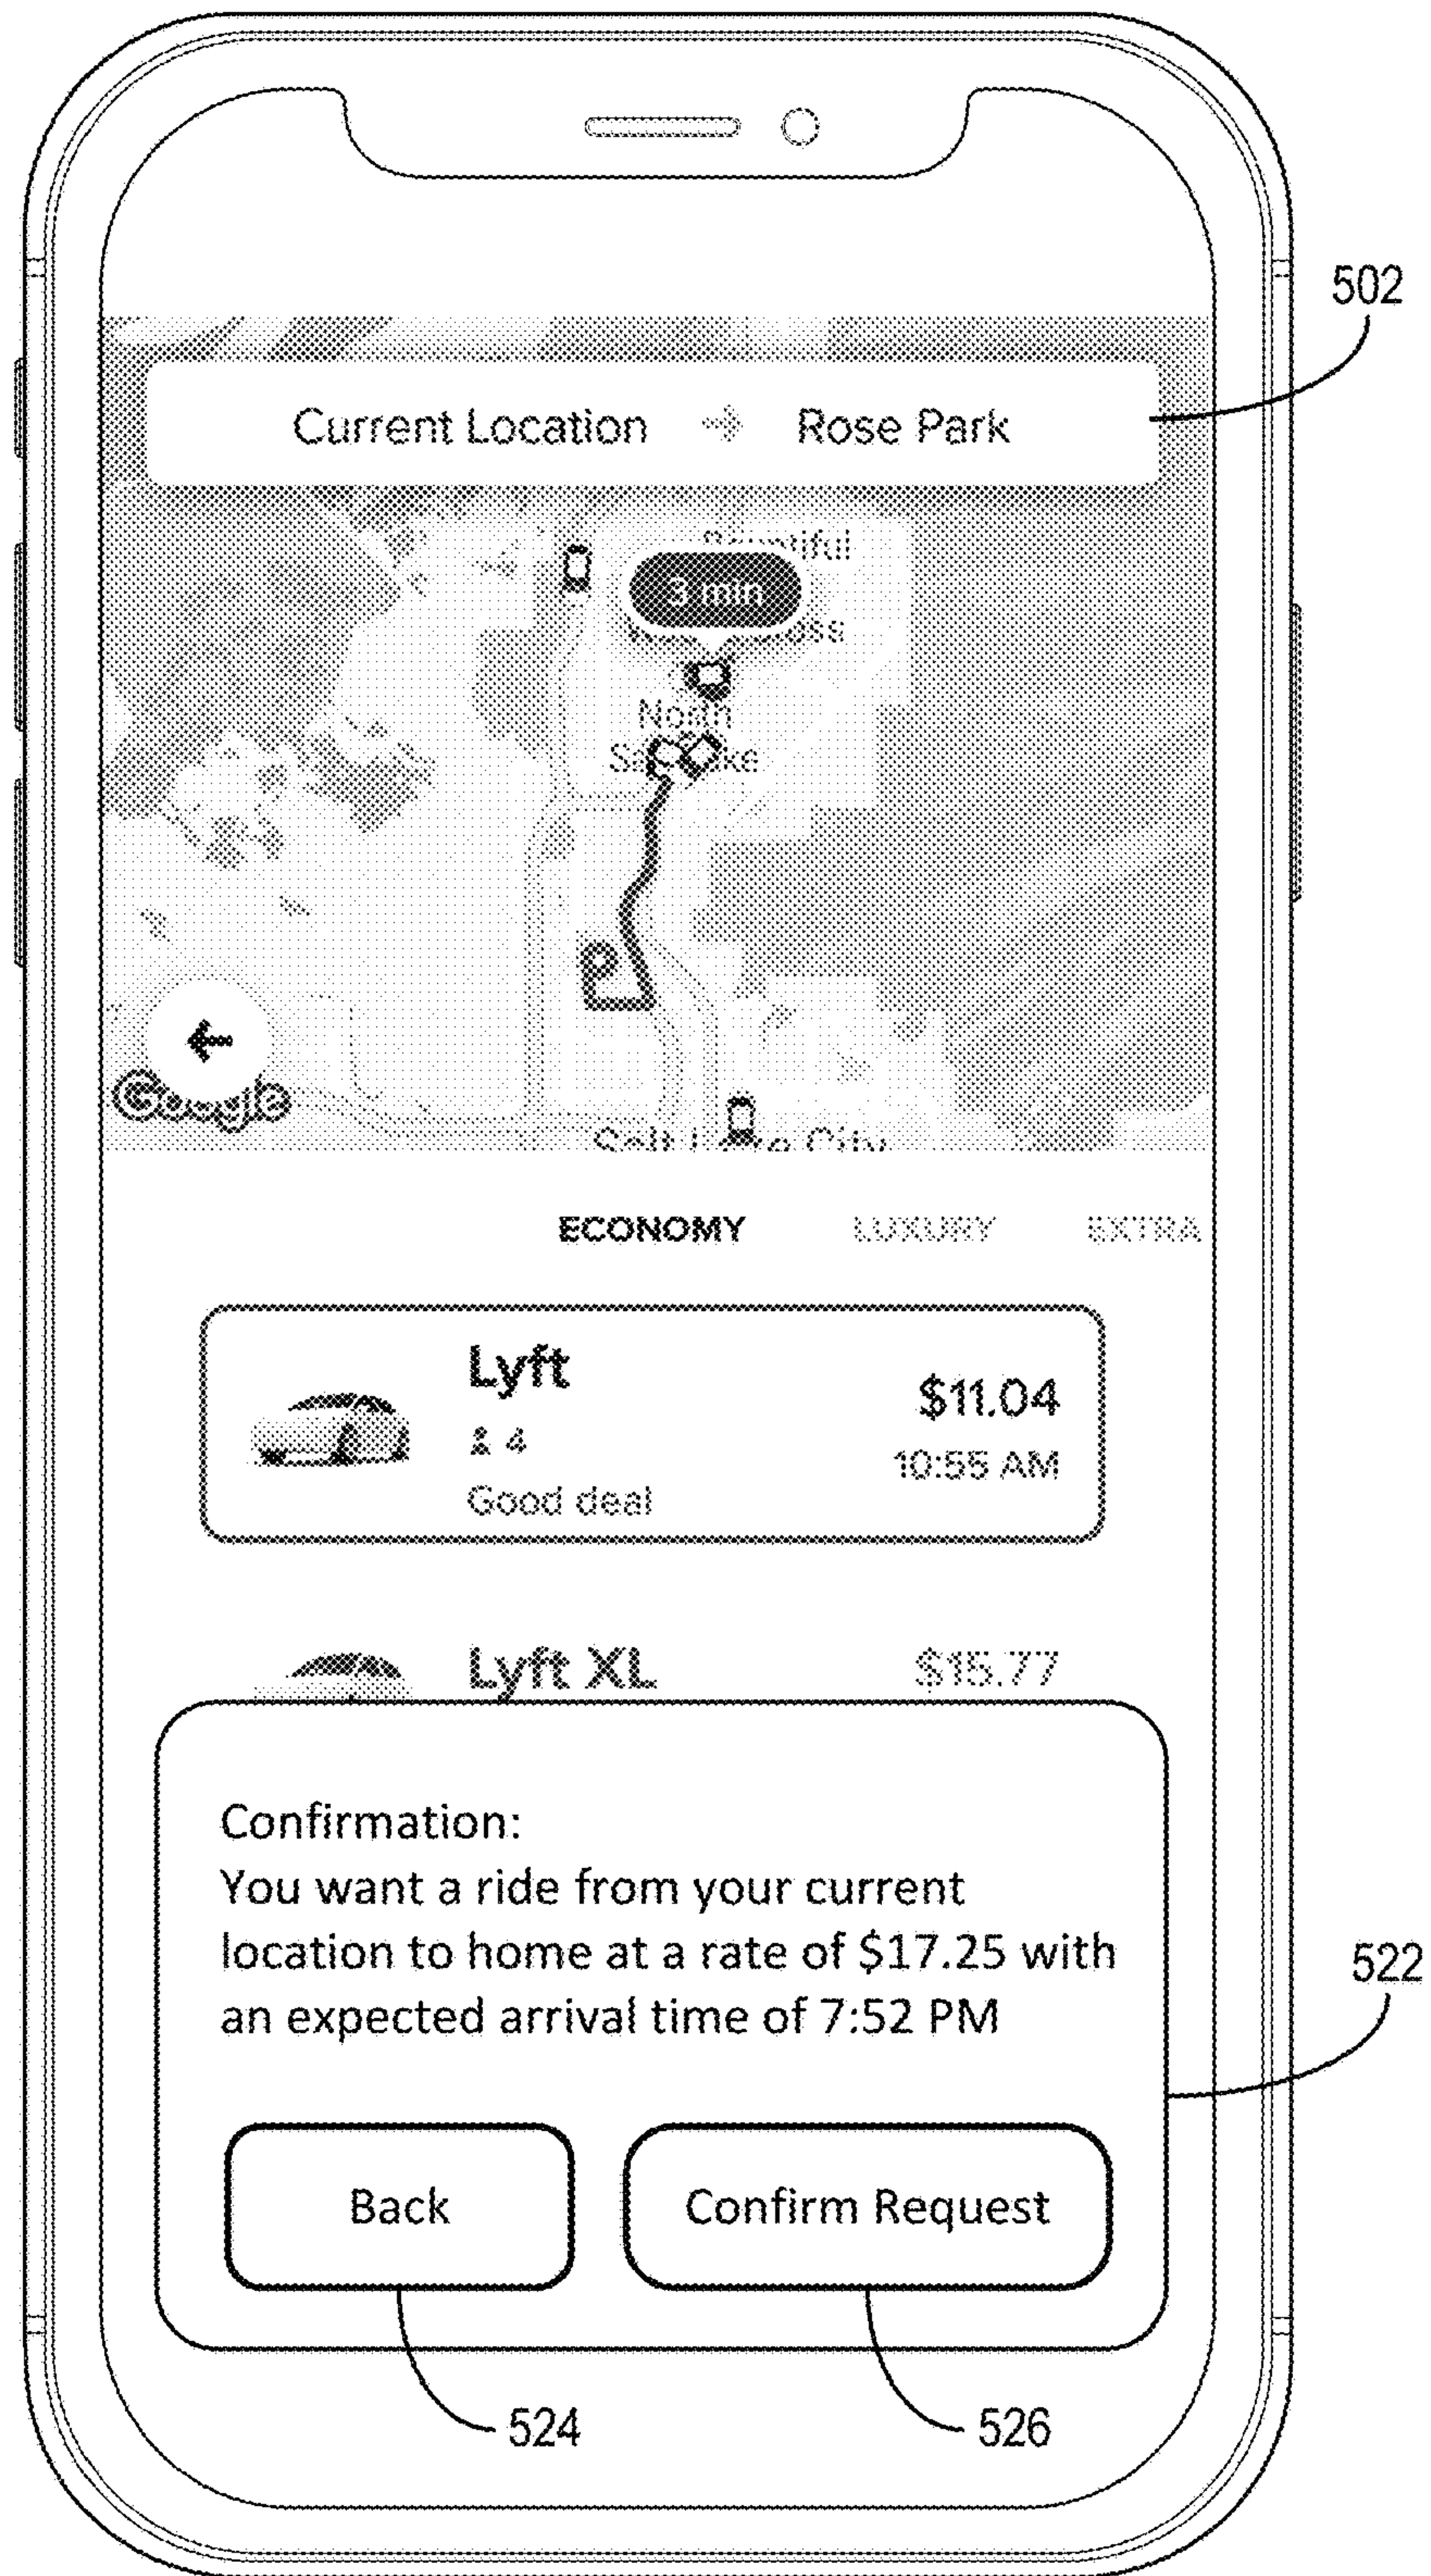 502
Current Location → Rose Park
3 min
North
Google
ECONOMY LUXURY EXTRA
Lyft
$11.04
4
10:55 AM
Good deal
Lyft XL
$15.77
Confirmation:
You want a ride from your current
location to home at a rate of $17.25 with
an expected arrival time of 7:52 PM
522
Back
Confirm Request
524
526